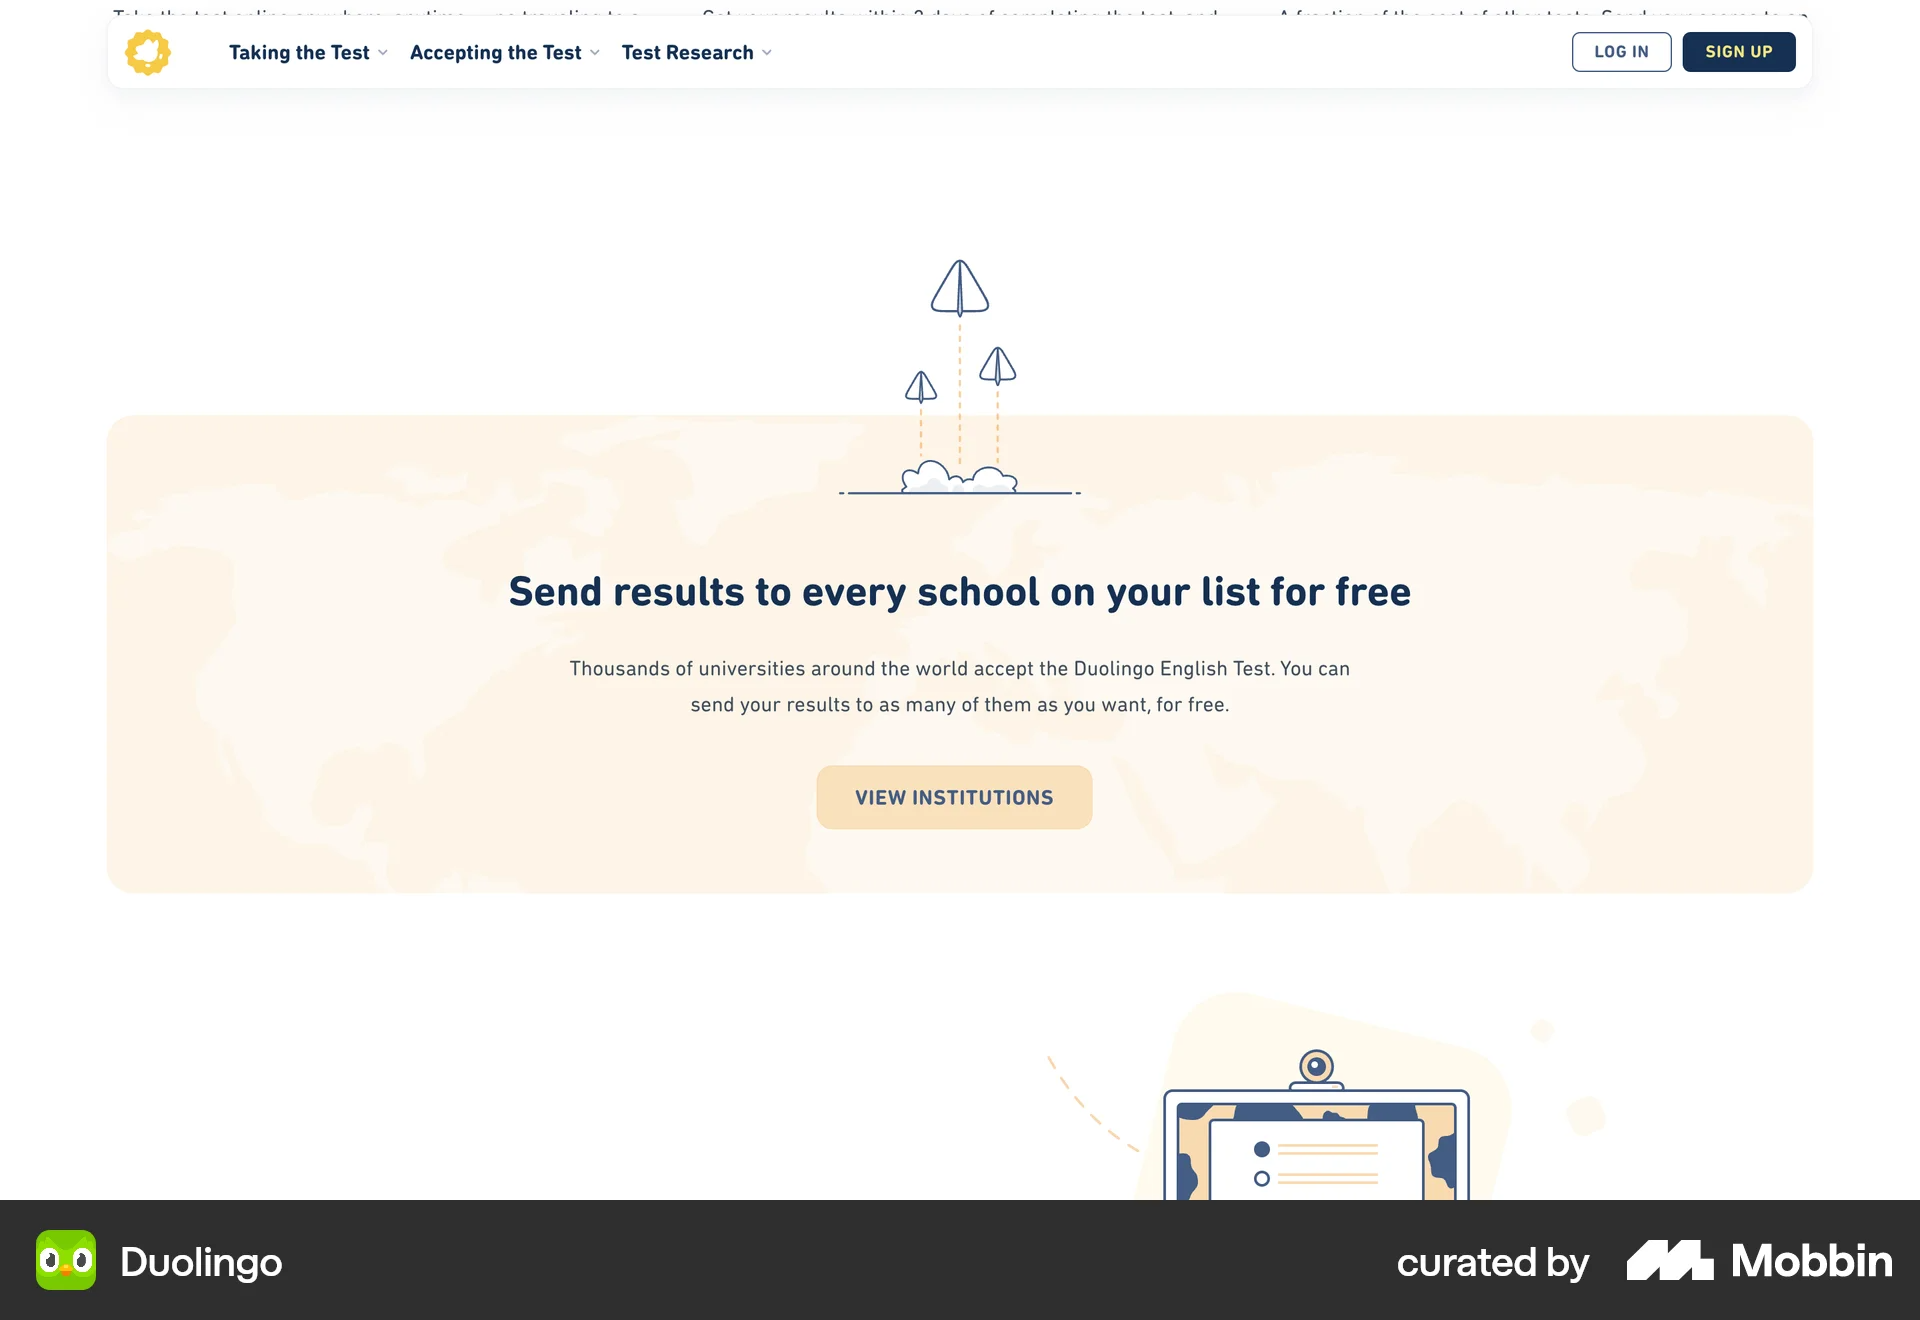 Taking the Test
Accepting the Test
Test Research
LOG IN
SIGN UP
Send results to every school on your list for free
Thousands of universities around the world accept the Duolingo English Test. You can
send your results to as many of them as you want, for free.
VIEW INSTITUTIONS
Duolingo
curated by
Mobbin